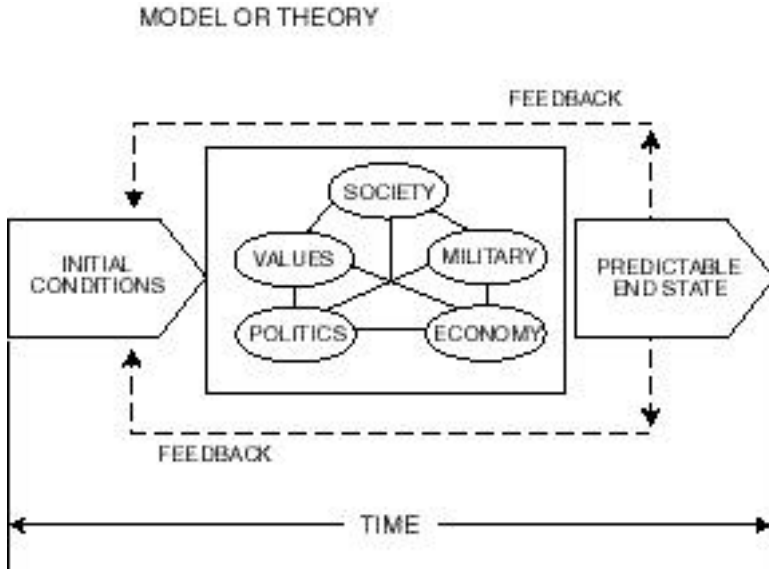 MODEL OR THEORY
FEEDBACK
SOCIETY
VALUES
MILITARY
INITIAL
CONDITIONS
PREDICTABLE
END STATE
POLITICS
ECONOMY
FEEDBACK
TIME